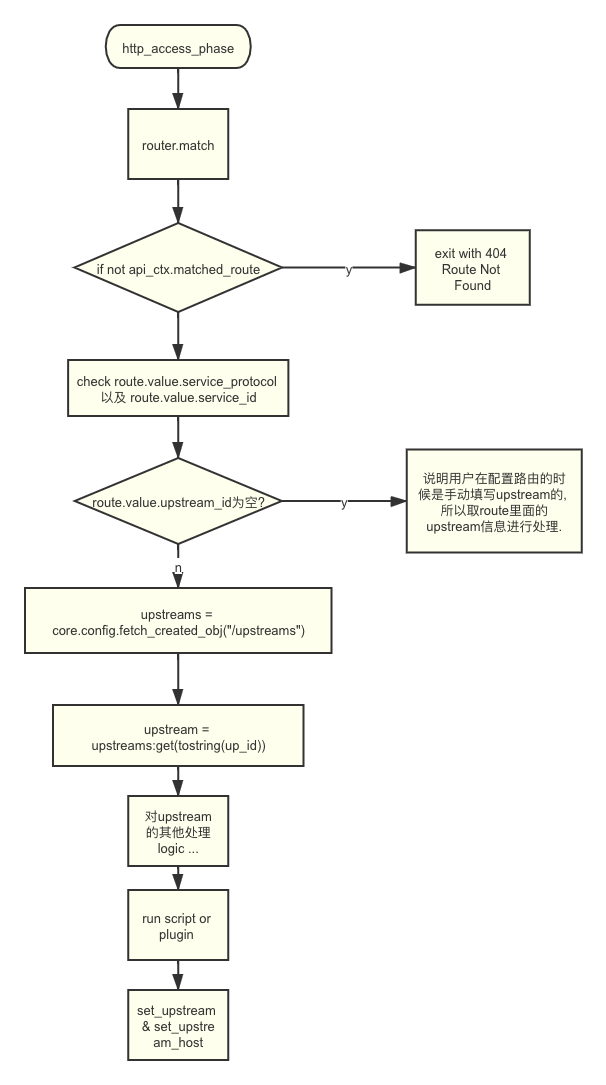 http_access_phase
router.match
if not api_ctx.matched_route
y
exit with 404
Route Not
Found
check route.value.service_protocol
以及 route.value.service_id
route.value.upstream_id为空?
y
说明用户在配置路由的时
候是手动填写upstream的,
所以取route里面的
upstream信息进行处理.
n
upstreams =
core.config.fetch_created_obj("/upstreams")
upstream =
upstreams:get(tostring(up_id))
对upstream
的其他处理
logic ...
run script or
plugin
set_upstream
& set_upstre
am_host